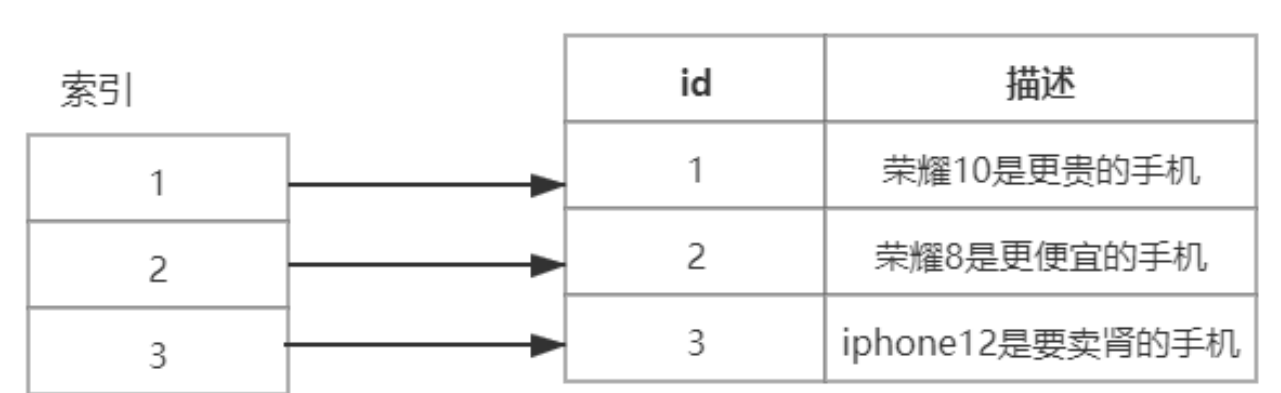 索引
1
2
3
id 描述
1 荣耀10是更贵的手机
2 荣耀8是更便宜的手机
3 iphone12是要卖肾的手机